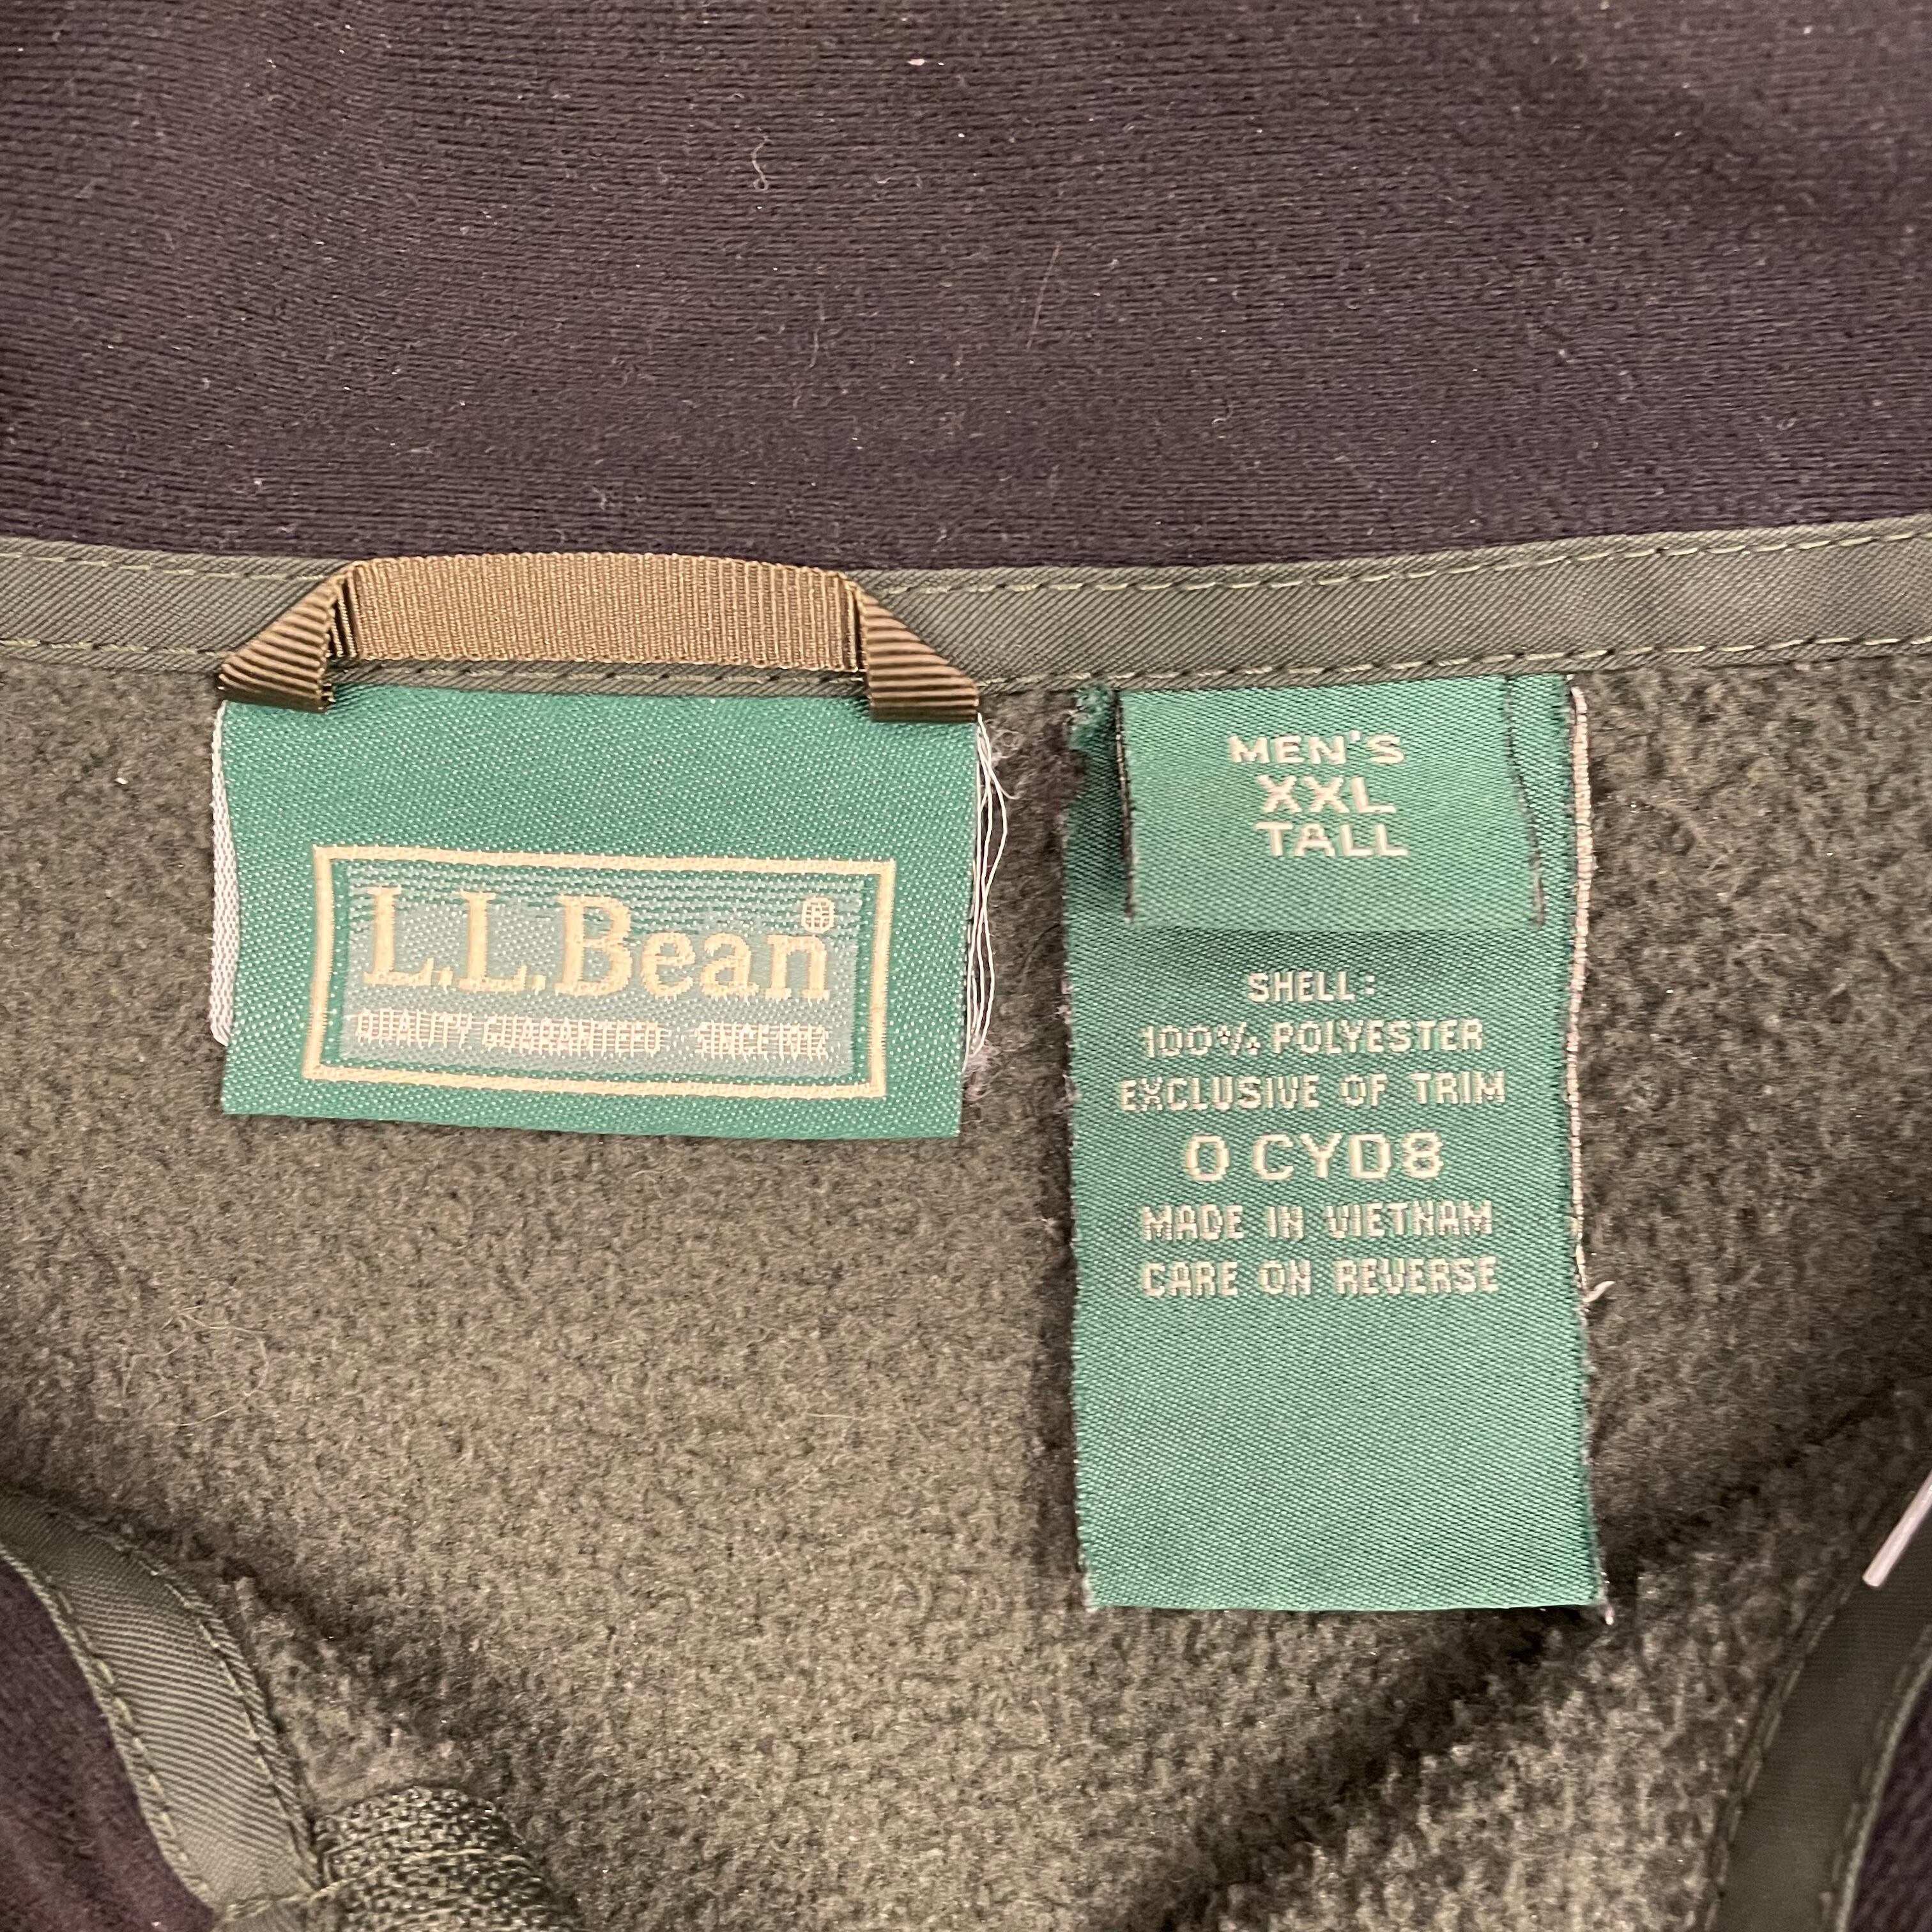 L.L.Bean®
QUALITY GUARANTEED SINCE 1912
MEN'S
XXL
TALL
SHELL:
100% POLYESTER
EXCLUSIVE OF TRIM
0 CYD8
MADE IN VIETNAM
CARE ON REVERSE